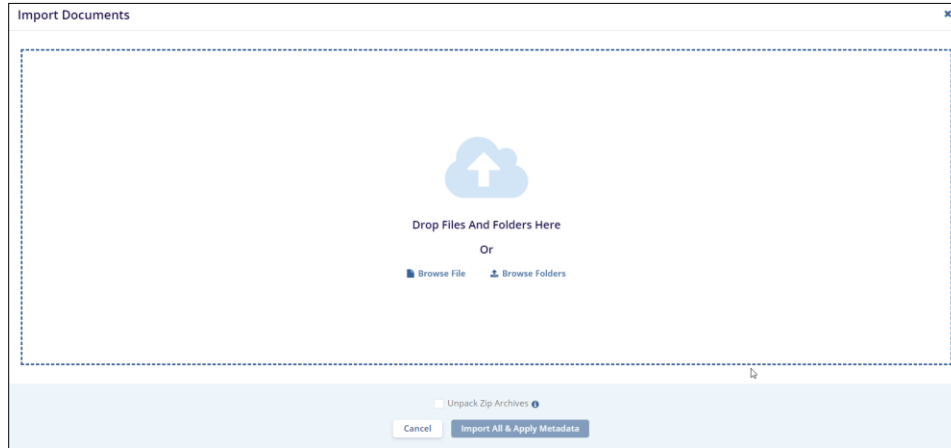 Import Documents
Drop Files And Folders Here
Or
Browse File Browse Folders
Unpack Zip Archives
Cancel Import All & Apply Metadata